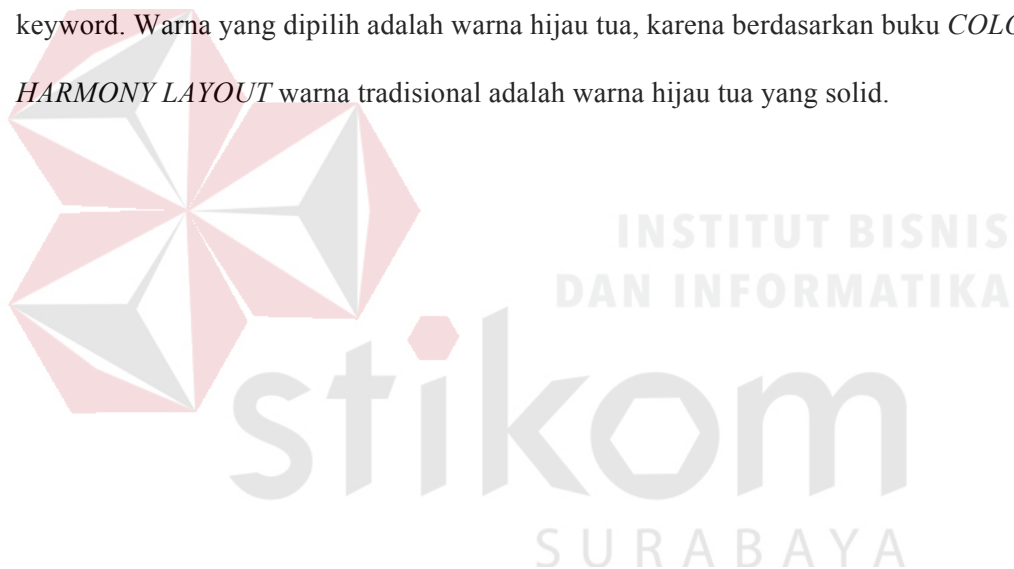 keyword. Warna yang dipilih adalah warna hijau tua, karena berdasarkan buku
HARMONY LAYOUT warna tradisional adalah warna hijau tua yang solid.
INSTITUT BISNIS
DAN INFORMATIKA
stikom
SURABAYA